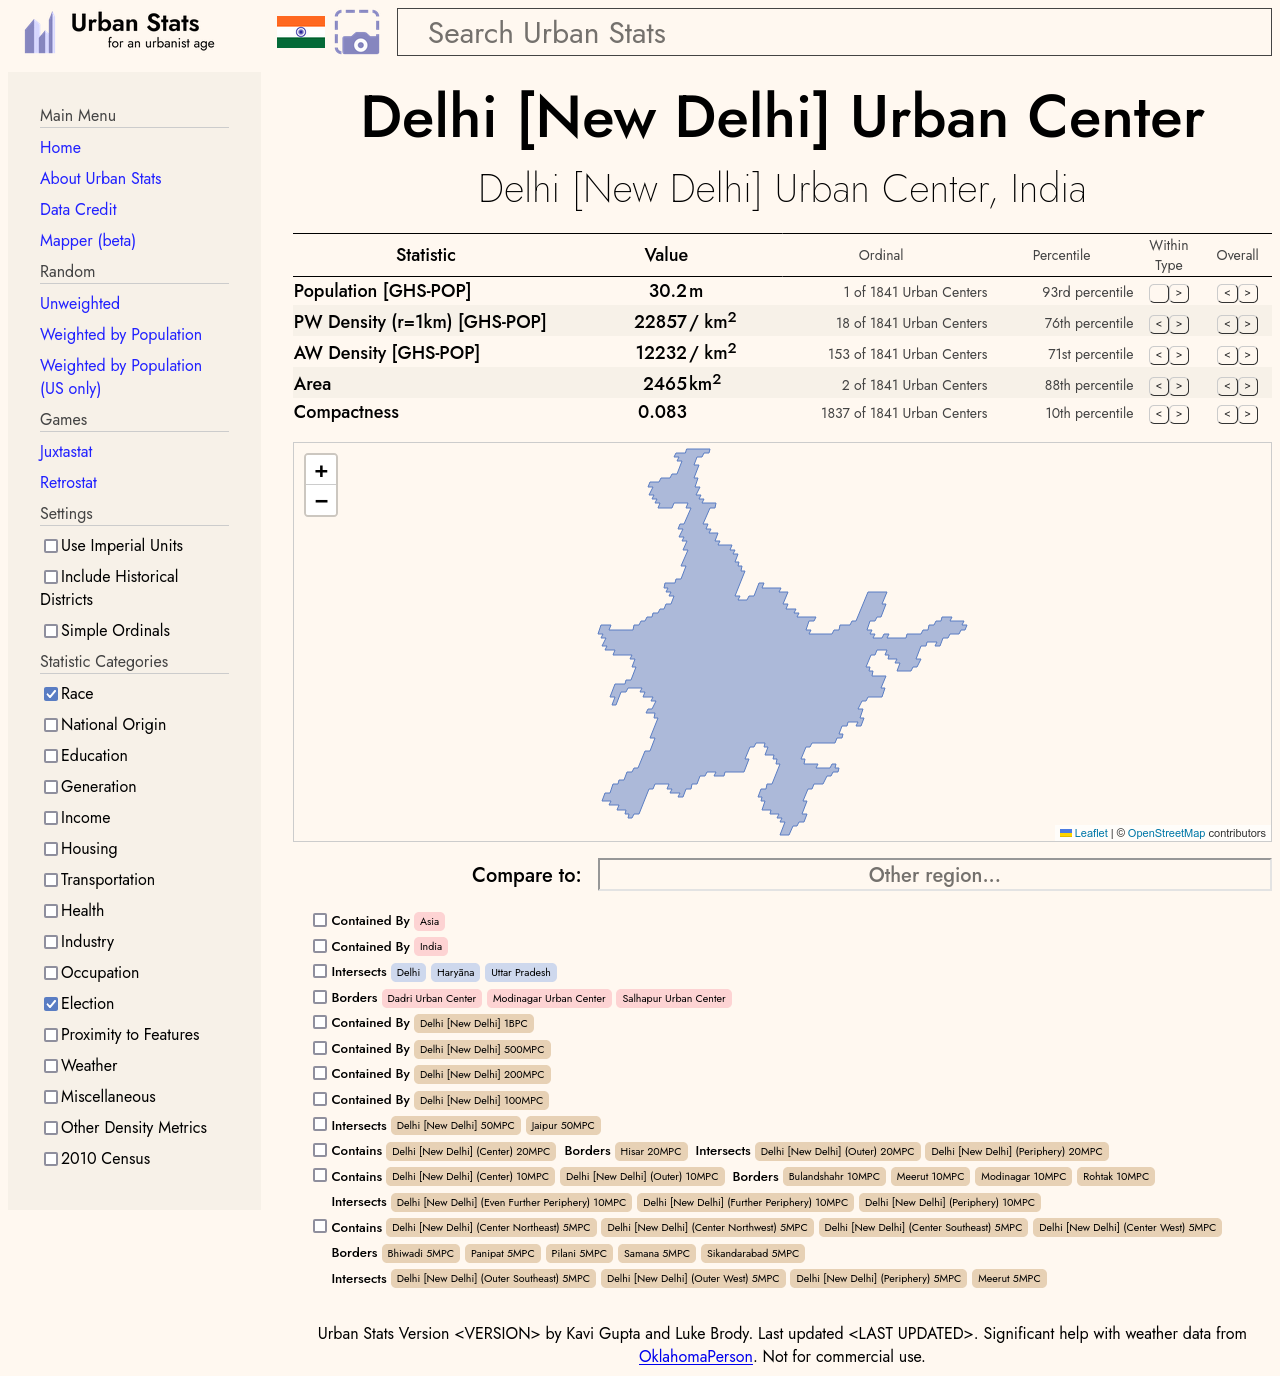 Urban Stats
for an urbanist age
Search Urban Stats
Main Menu
Home
About Urban Stats
Data Credit
Mapper (beta)
Random
Unweighted
Weighted by Population
Weighted by Population
(US only)
Games
Juxtastat
Retrostat
Settings
Use Imperial Units
Include Historical
Districts
Simple Ordinals
Statistic Categories
Race
National Origin
Education
Generation
Income
Housing
Transportation
Health
Industry
Occupation
Election
Proximity to Features
Weather
Miscellaneous
Other Density Metrics
2010 Census
Delhi [New Delhi] Urban Center
Delhi [New Delhi] Urban Center, India
Statistic Value Ordinal Percentile Within Type Overall
Population [GHS-POP] 30.2 m 1 of 1841 Urban Centers 93rd percentile > < >
PW Density (r=1km) [GHS-POP] 22857 / km² 18 of 1841 Urban Centers 76th percentile < > < >
AW Density [GHS-POP] 12232 / km² 153 of 1841 Urban Centers 71st percentile < > < >
Area 2465 km² 2 of 1841 Urban Centers 88th percentile < > < >
Compactness 0.083 1837 of 1841 Urban Centers 10th percentile < > < >
+
−
Leaflet | © OpenStreetMap contributors
Compare to: Other region...
Contained By Asia
Contained By India
Intersects Delhi Haryāna Uttar Pradesh
Borders Dadri Urban Center Modinagar Urban Center Salhapur Urban Center
Contained By Delhi [New Delhi] 1BPC
Contained By Delhi [New Delhi] 500MPC
Contained By Delhi [New Delhi] 200MPC
Contained By Delhi [New Delhi] 100MPC
Intersects Delhi [New Delhi] 50MPC Jaipur 50MPC
Contains Delhi [New Delhi] (Center) 20MPC Borders Hisar 20MPC Intersects Delhi [New Delhi] (Outer) 20MPC Delhi [New Delhi] (Periphery) 20MPC
Contains Delhi [New Delhi] (Center) 10MPC Delhi [New Delhi] (Outer) 10MPC Borders Bulandshahr 10MPC Meerut 10MPC Modinagar 10MPC Rohtak 10MPC
Intersects Delhi [New Delhi] (Even Further Periphery) 10MPC Delhi [New Delhi] (Further Periphery) 10MPC Delhi [New Delhi] (Periphery) 10MPC
Contains Delhi [New Delhi] (Center Northeast) 5MPC Delhi [New Delhi] (Center Northwest) 5MPC Delhi [New Delhi] (Center Southeast) 5MPC Delhi [New Delhi] (Center West) 5MPC
Borders Bhiwadi 5MPC Panipat 5MPC Pilani 5MPC Samana 5MPC Sikandarabad 5MPC
Intersects Delhi [New Delhi] (Outer Southeast) 5MPC Delhi [New Delhi] (Outer West) 5MPC Delhi [New Delhi] (Periphery) 5MPC Meerut 5MPC
Urban Stats Version <VERSION> by Kavi Gupta and Luke Brody. Last updated <LAST UPDATED>. Significant help with weather data from
OklahomaPerson. Not for commercial use.